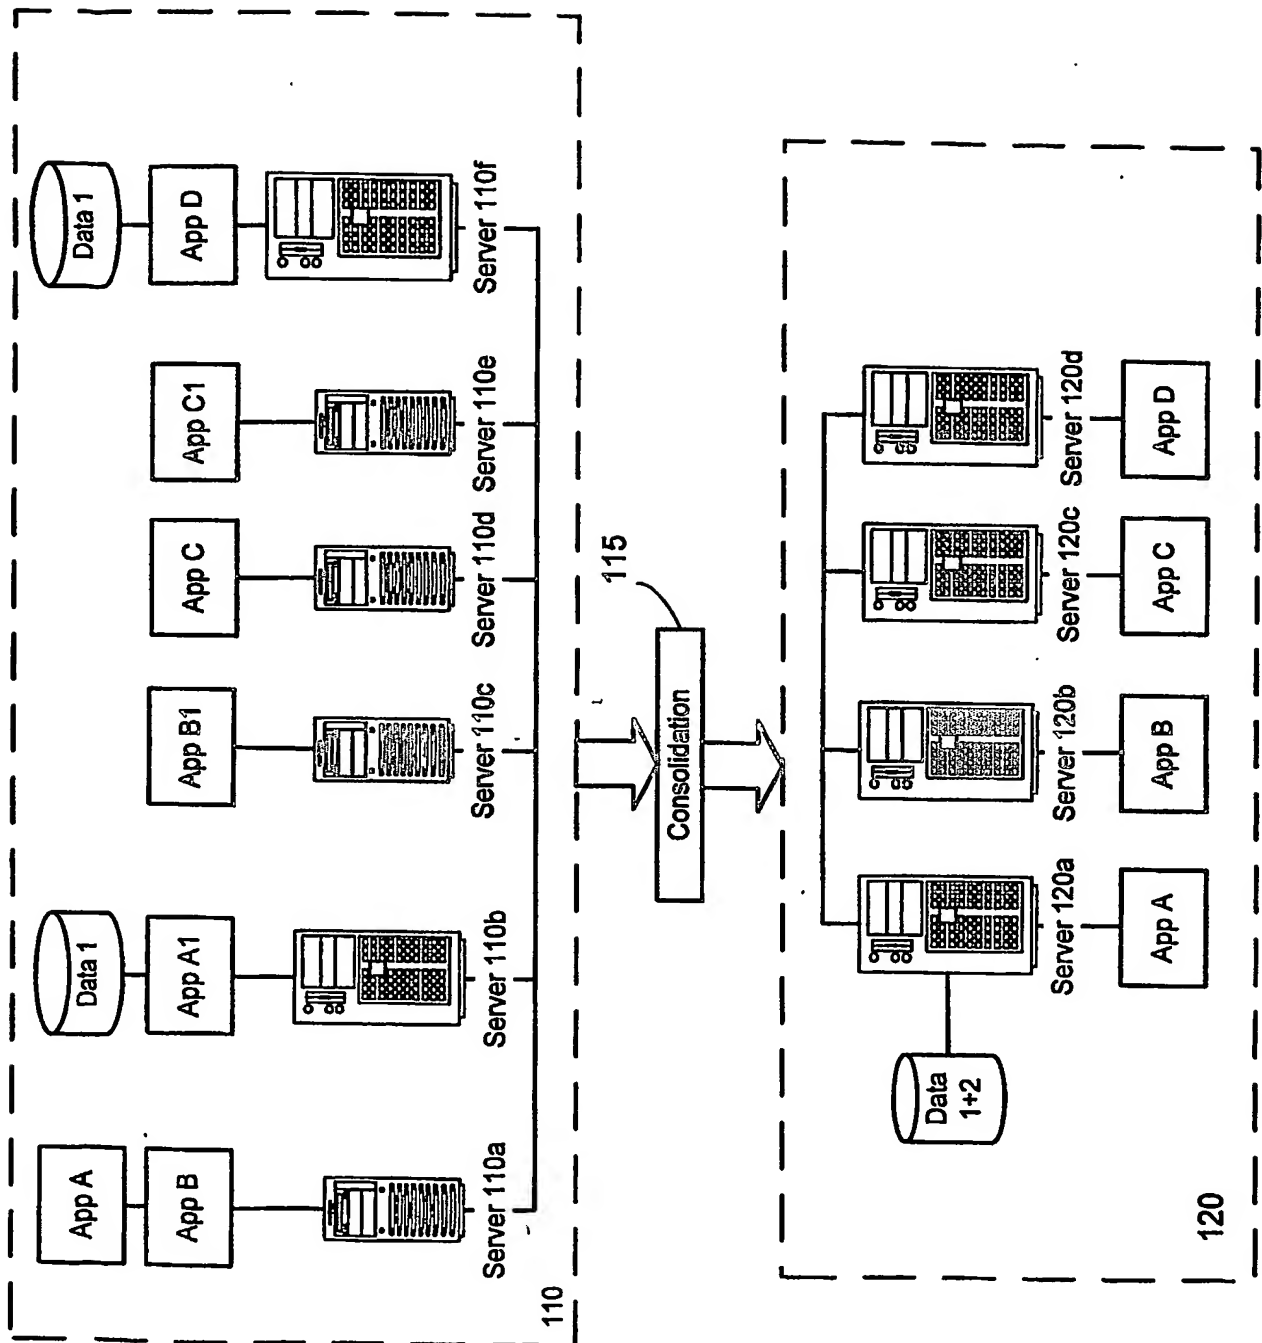 App A
App B
Server 110a
Data 1
App A1
Server 110b
App B1
Server 110c
App C
Server 110d
App C1
Server 110e
Data 1
App D
Server 110f
110
115
Consolidation
Data
1+2
Server 120a
App A
Server 120b
App B
Server 120c
App C
Server 120d
App D
120